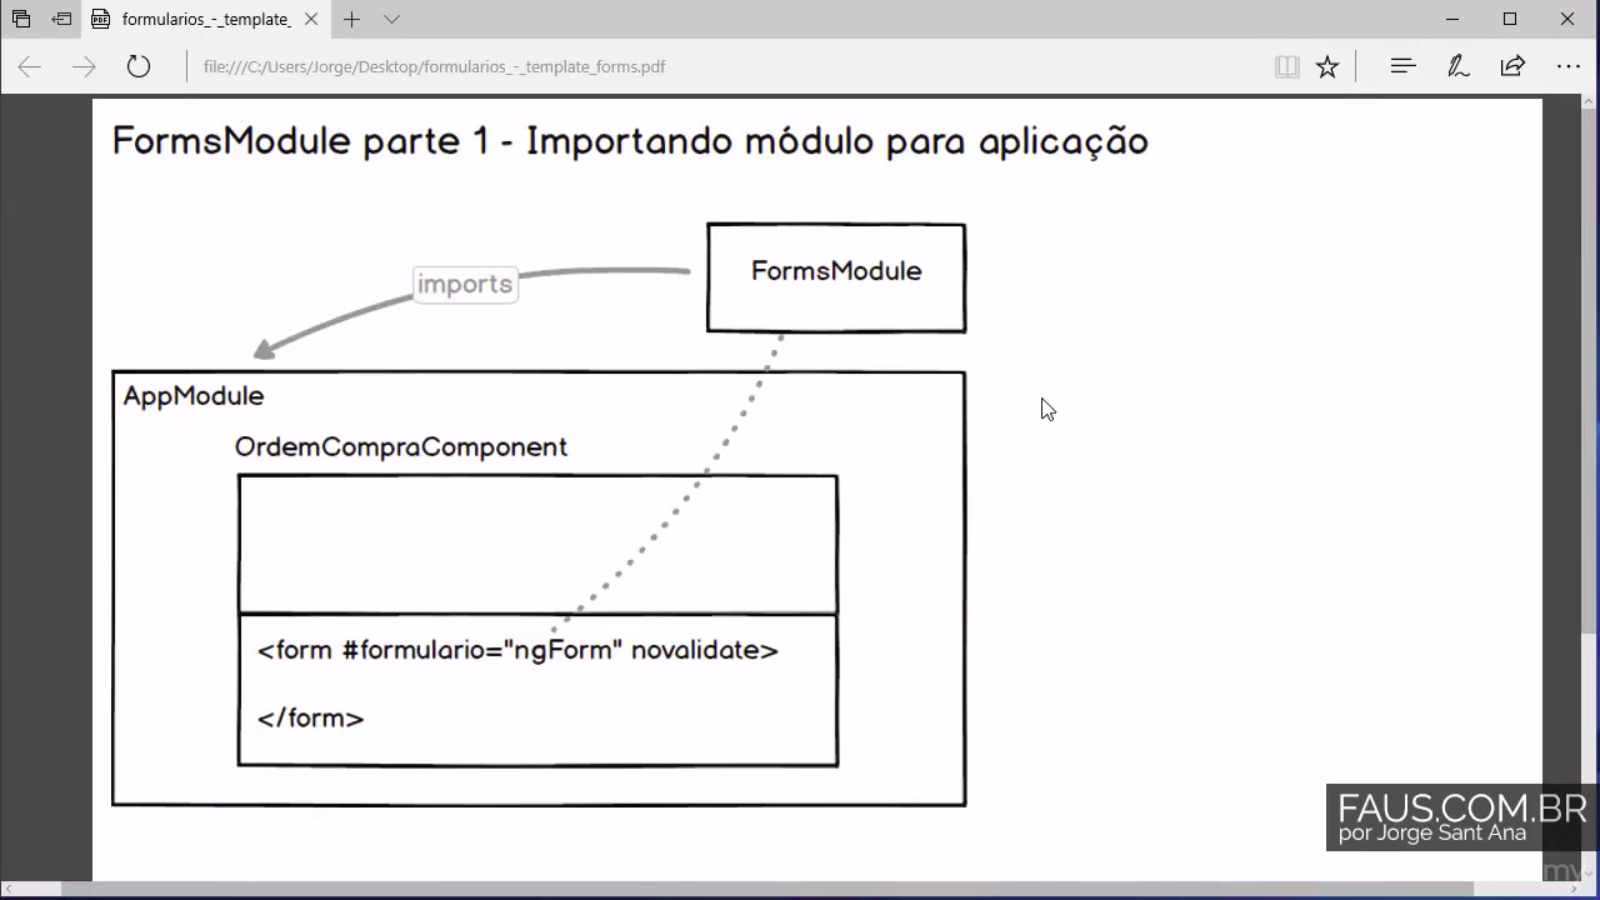 formularios_-_template_
file:///C:/Users/Jorge/Desktop/formularios_-_template_forms.pdf
FormsModule parte 1 - Importando módulo para aplicação
FormsModule
imports
AppModule
OrdemCompraComponent
<form #formulario="ngForm" novalidate>
</form>
FAUS.COM.BR
por Jorge Sant Ana